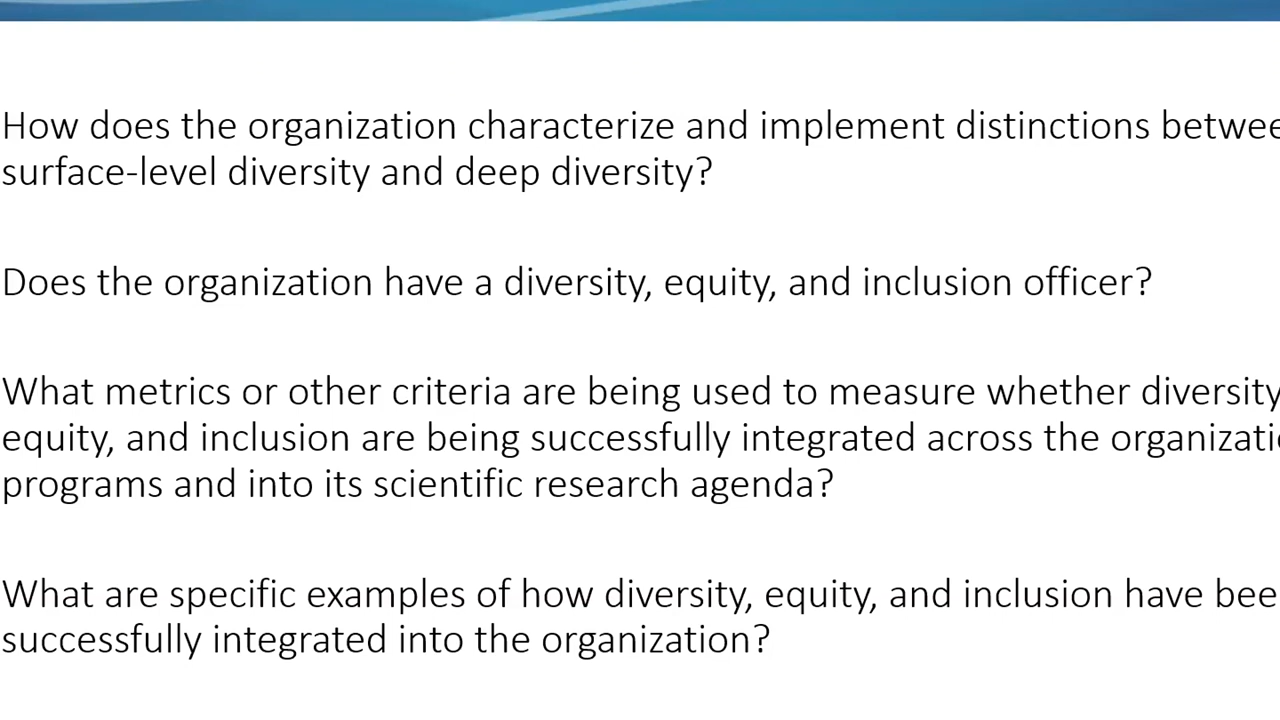 How does the organization characterize and implement distinctions betwee
surface-level diversity and deep diversity?
Does the organization have a diversity, equity, and inclusion officer?
What metrics or other criteria are being used to measure whether diversity
equity, and inclusion are being successfully integrated across the organizati
programs and into its scientific research agenda?
What are specific examples of how diversity, equity, and inclusion have bee
successfully integrated into the organization?